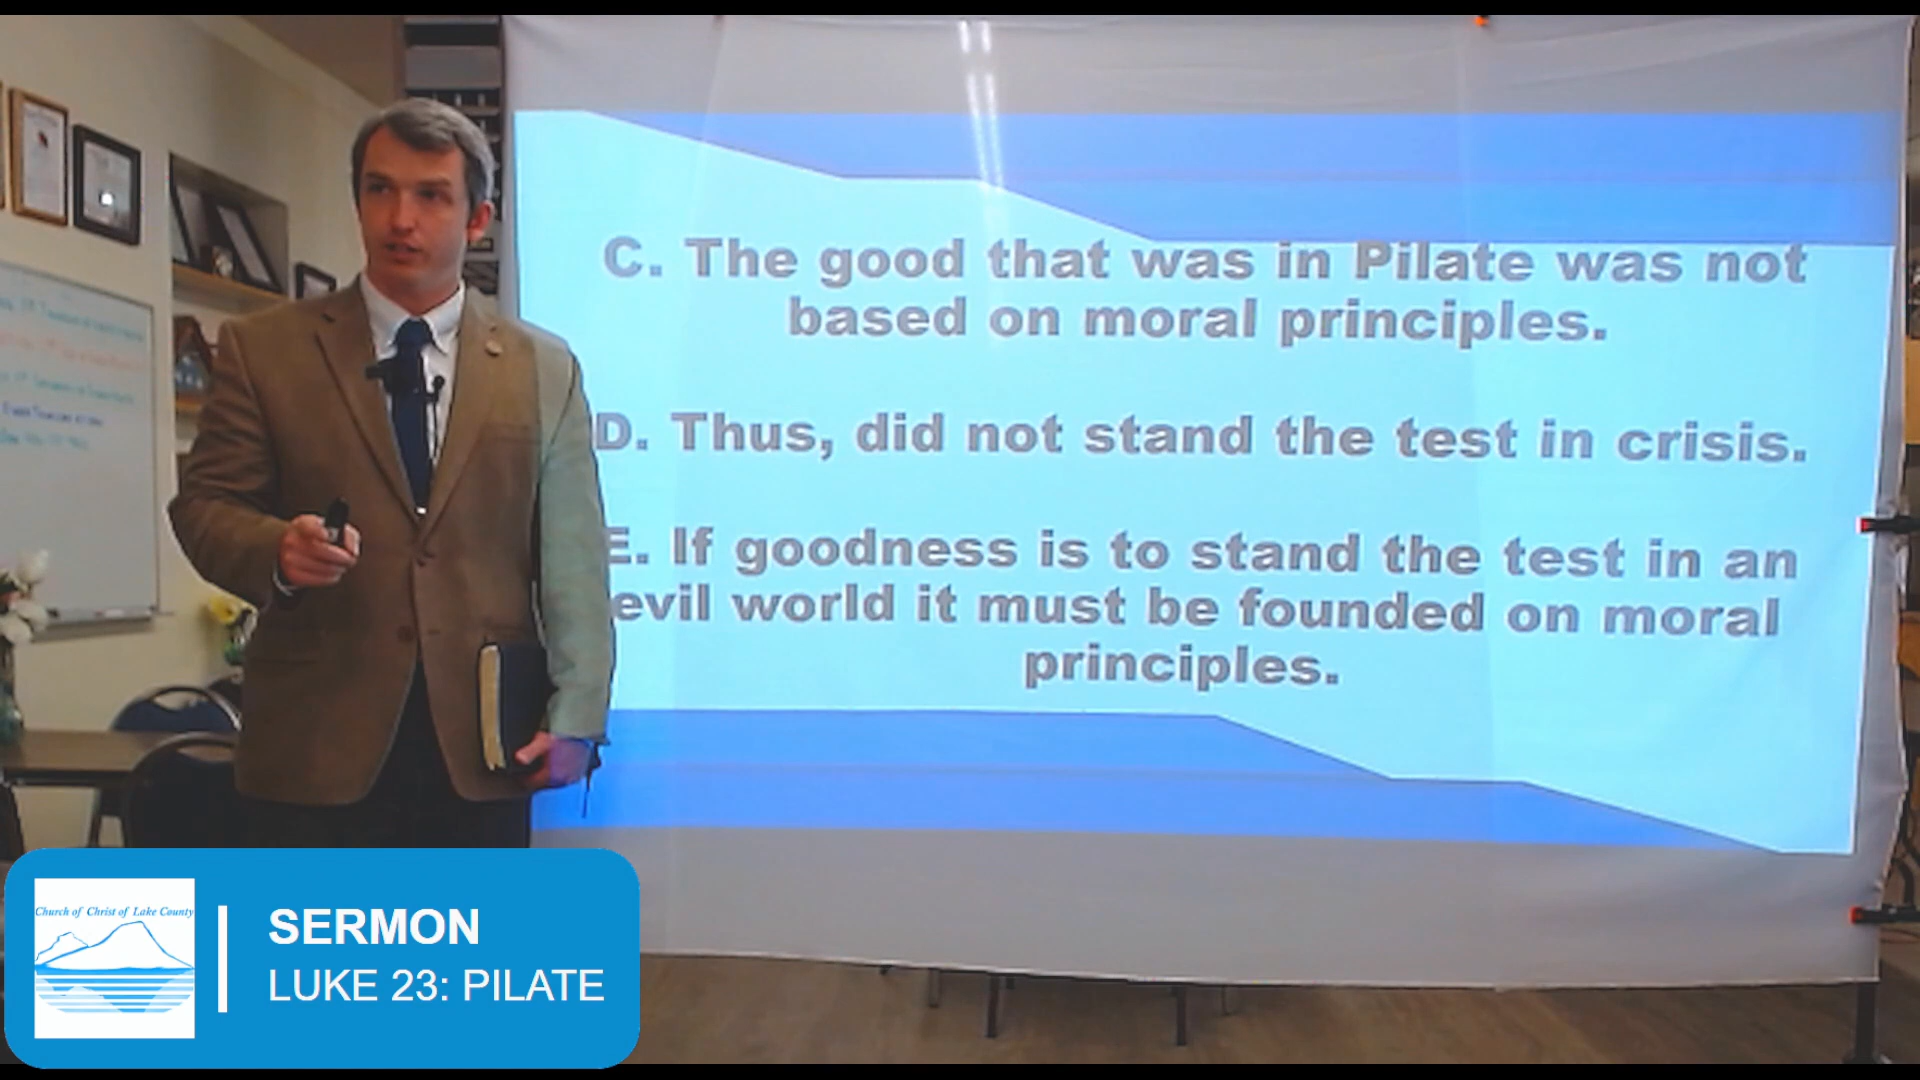 C. The good that was in Pilate was not
based on moral principles.
D. Thus, did not stand the test in crisis.
E. If goodness is to stand the test in an
evil world it must be founded on moral
principles.
Church of Christ of Lake County
SERMON
LUKE 23: PILATE